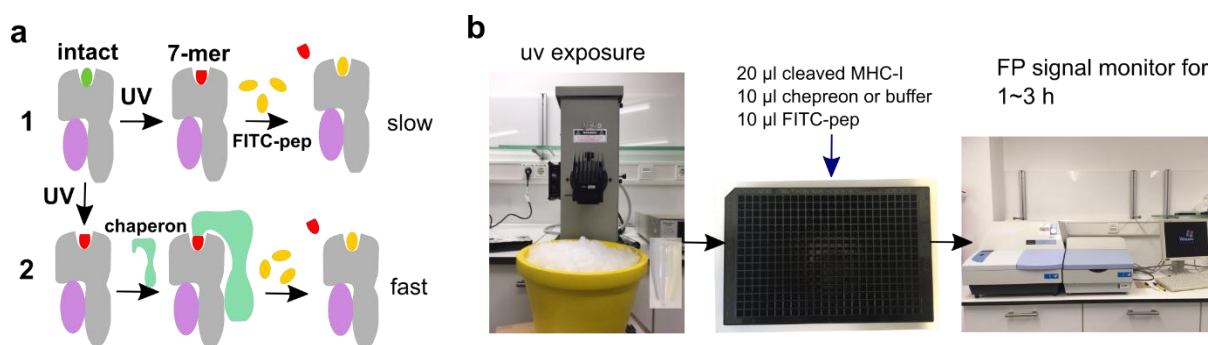 a
intact
7-mer
1
UV
FITC-pep
slow
UV
chaperon
2
fast
b
uv exposure
20 µl cleaved MHC-I
10 µl chepreon or buffer
10 µl FITC-pep
FP signal monitor for
1~3 h